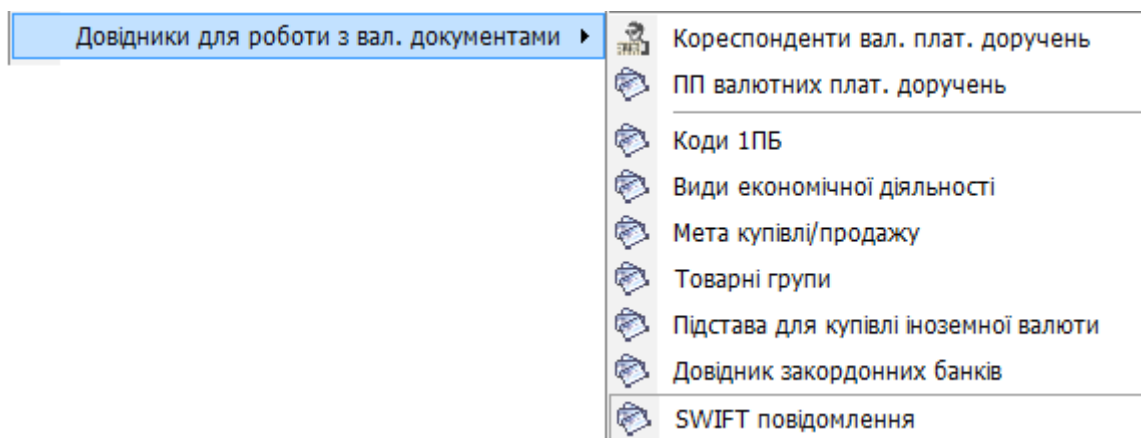 Довідники для роботи з вал. документами
Кореспонденти вал. плат. доручень
ПП валютних плат. доручень
Коди 1ПБ
Види економічної діяльності
Мета купівлі/продажу
Товарні групи
Підстава для купівлі іноземної валюти
Довідник закордонних банків
SWIFT повідомлення